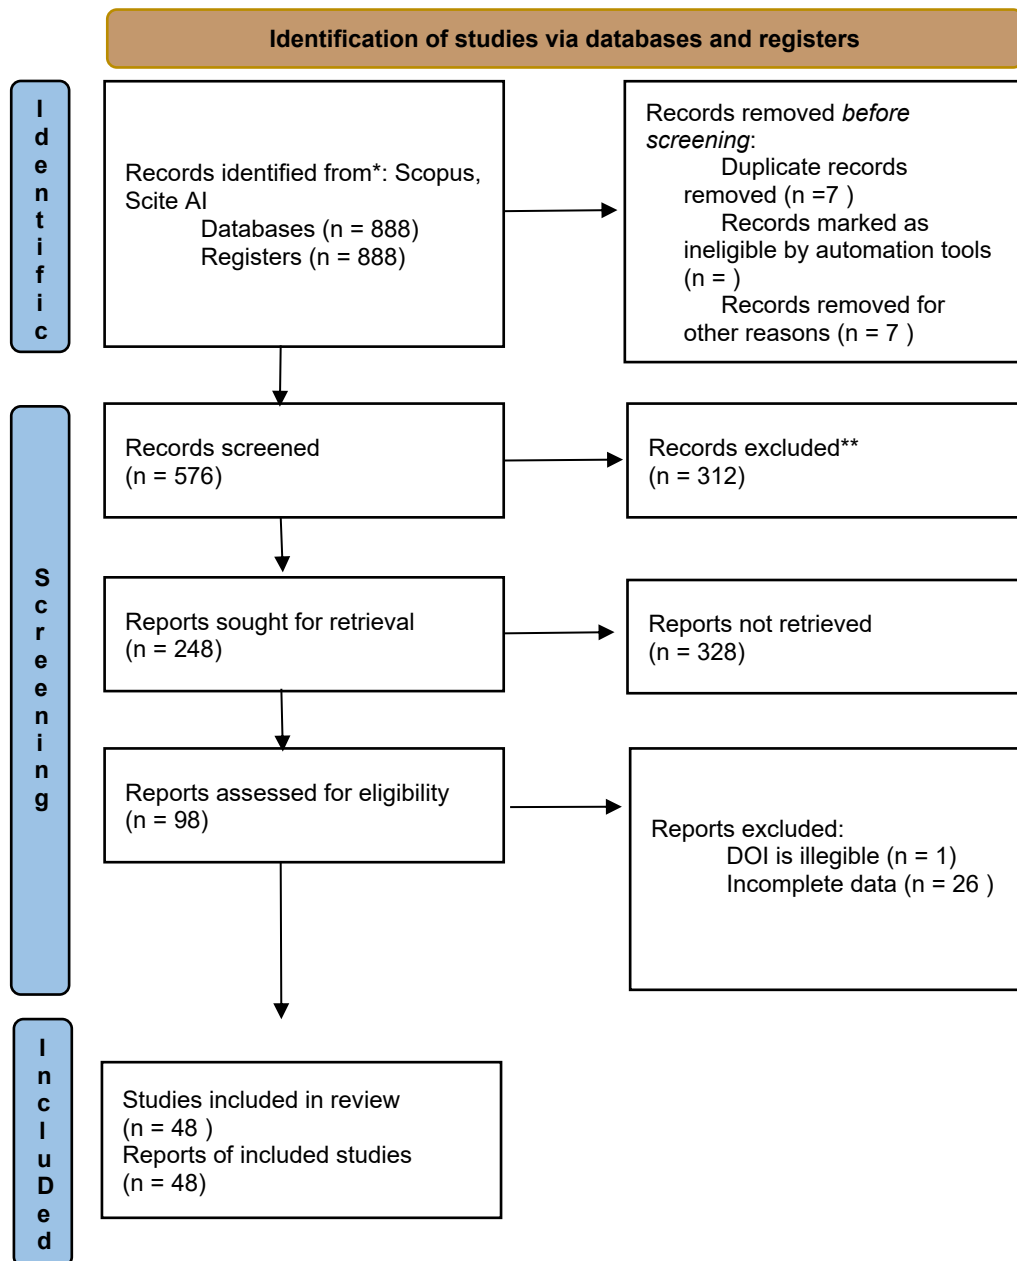 Identification of studies via databases and registers
Identific
Records identified from*: Scopus,
Scite AI
Databases (n = 888)
Registers (n = 888)
Records removed before
screening:
Duplicate records
removed (n =7 )
Records marked as
ineligible by automation tools
(n = )
Records removed for
other reasons (n = 7 )
Screening
Records screened
(n = 576)
Records excluded**
(n = 312)
Reports sought for retrieval
(n = 248)
Reports not retrieved
(n = 328)
Reports assessed for eligibility
(n = 98)
Reports excluded:
DOI is illegible (n = 1)
Incomplete data (n = 26 )
IncluDed
Studies included in review
(n = 48 )
Reports of included studies
(n = 48)